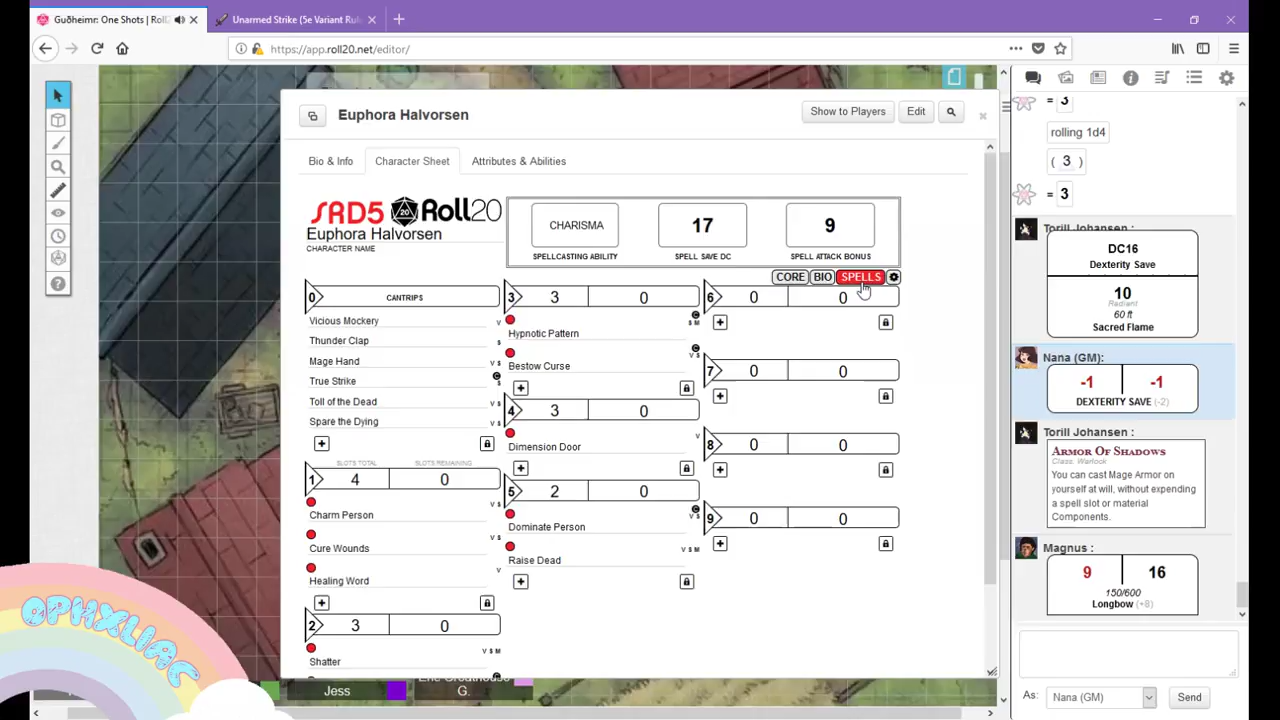 Guðheimr: One Shots | Roll2
Unarmed Strike (5e Variant Rul
https://app.roll20.net/editor/
Euphora Halvorsen
Show to Players
Edit
Bio & Info
Character Sheet
Attributes & Abilities
SRD5 20 Roll20
Euphora Halvorsen
CHARACTER NAME
CHARISMA
17
9
SPELLCASTING ABILITY
SPELL SAVE DC
SPELL ATTACK BONUS
CORE
BIO
SPELLS
0 CANTRIPS
Vicious Mockery V
Thunder Clap S
Mage Hand V S
True Strike C S
Toll of the Dead V S
Spare the Dying V S
SLOTS TOTAL SLOTS REMAINING
1 4 0
Charm Person V S
Cure Wounds V S
Healing Word V
2 3 0
Shatter V S M
3 3 0
Hypnotic Pattern C S M
Bestow Curse C V S
4 3 0
Dimension Door V
5 2 0
Dominate Person C V S
Raise Dead V S M
6 0 0
7 0 0
8 0 0
9 0 0
= 3
rolling 1d4
( 3 )
= 3
Torill Johansen :
DC16
Dexterity Save
10
Radiant
60 ft
Sacred Flame
Nana (GM):
-1 -1
DEXTERITY SAVE (-2)
Torill Johansen :
Armor Of Shadows
Class: Warlock
You can cast Mage Armor on
yourself at will, without expending
a spell slot or material
Components.
Magnus :
9 16
150/600
Longbow (+8)
As: Nana (GM)
Send
OPHXLIAC
Jess
G.